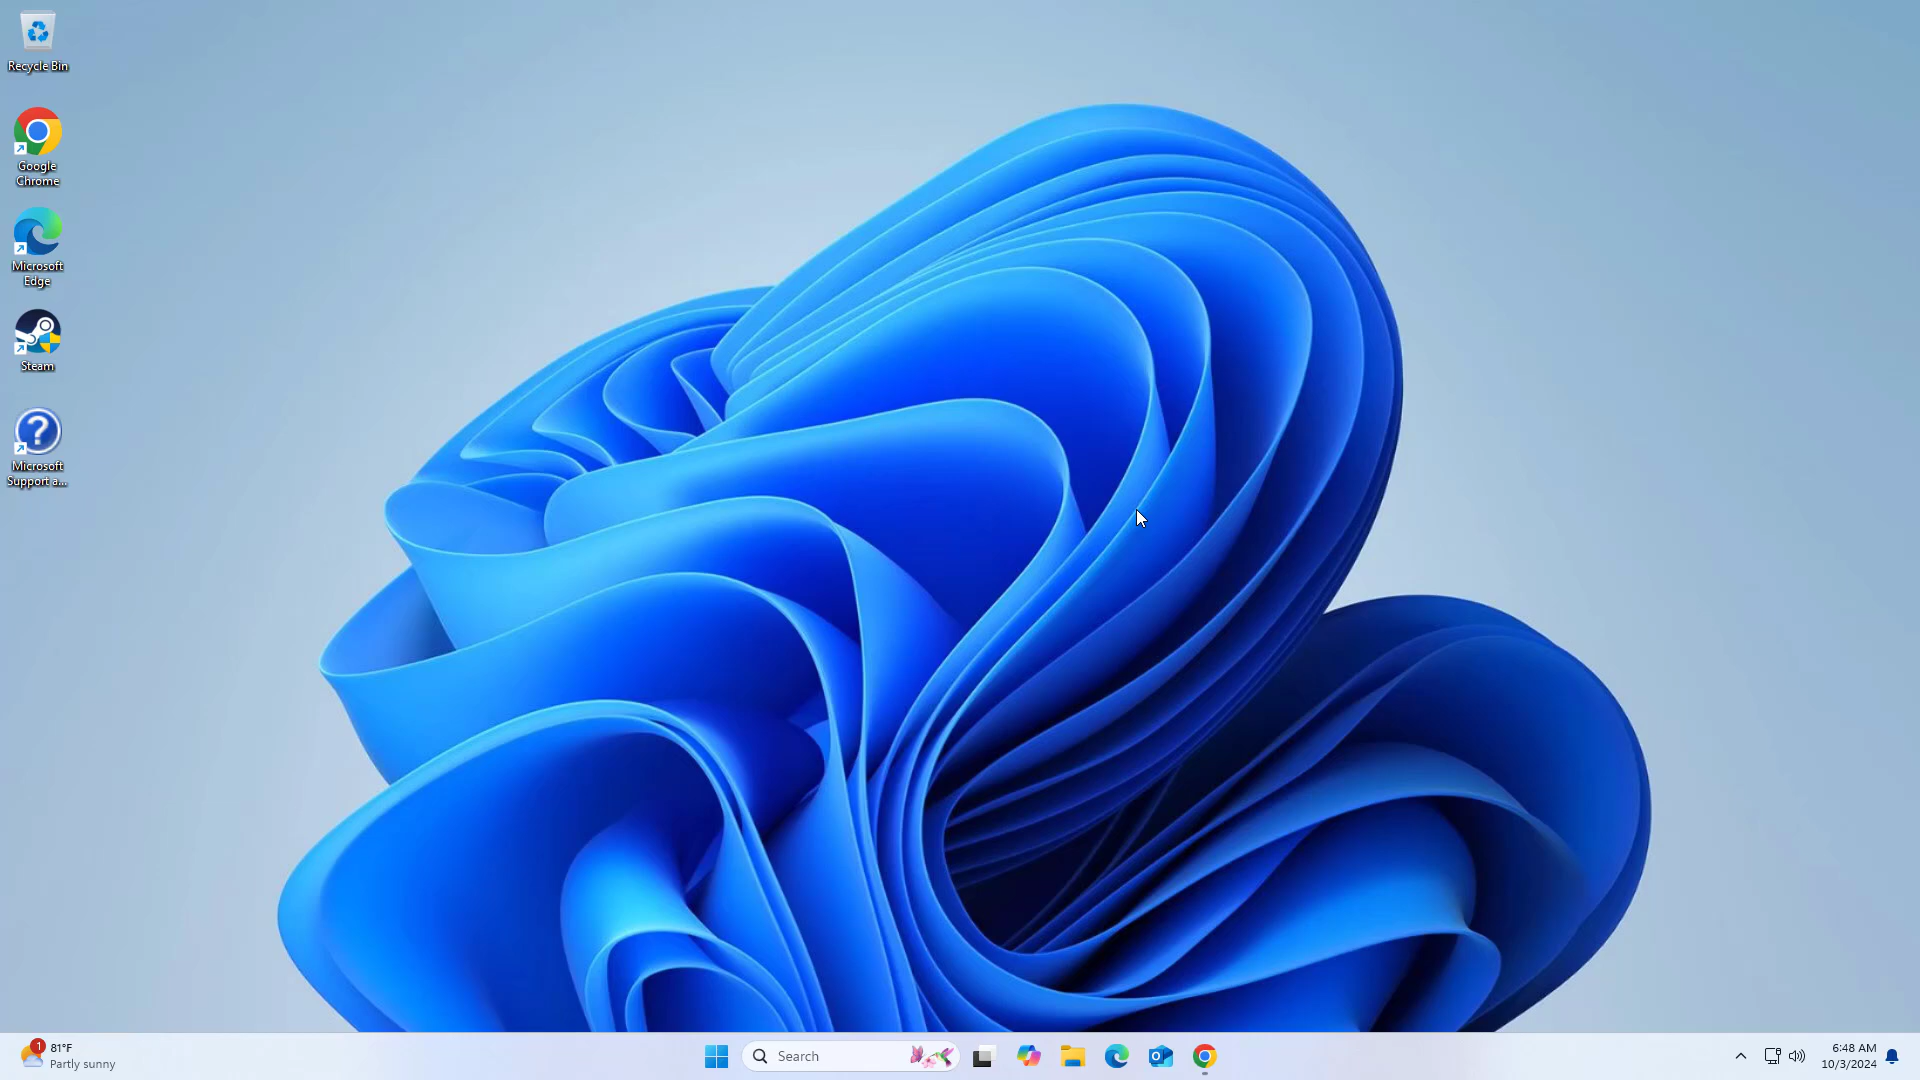 Recycle Bin
Google
Chrome
Microsoft
Edge
Steam
?
Microsoft
Support a...
1
81°F
Partly sunny
Search
6:48 AM
10/3/2024